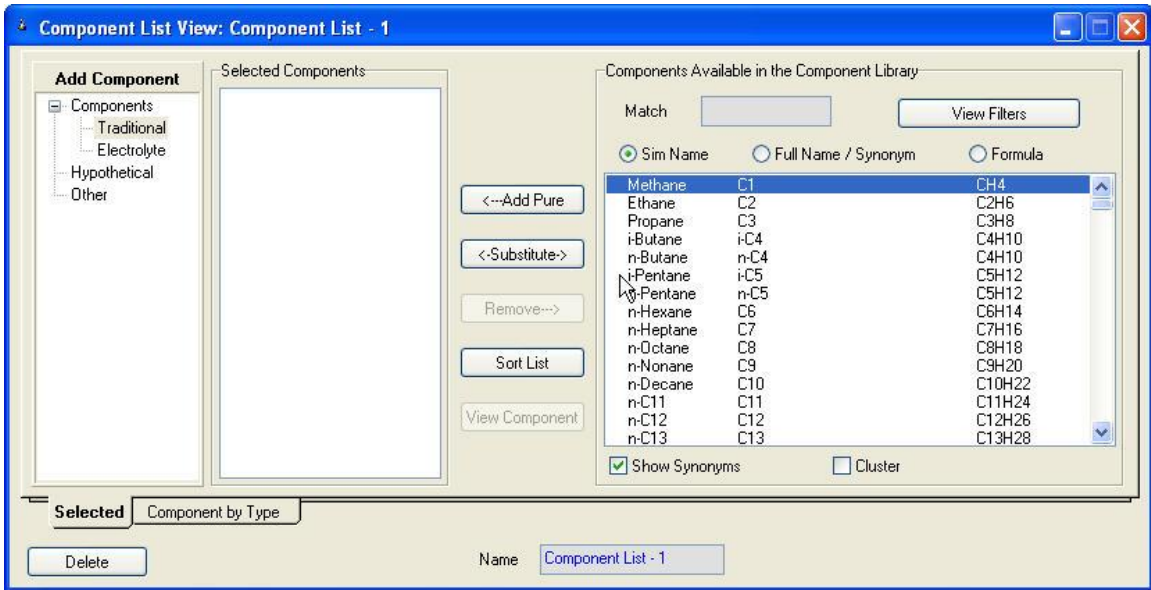 Component List View: Component List - 1
Add Component
Components
Traditional
Electrolyte
Hypothetical
Other
Selected Components
<---Add Pure
<-Substitute->
Remove--->
Sort List
View Component
Components Available in the Component Library
Match
View Filters
Sim Name Full Name / Synonym Formula
Methane C1 CH4
Ethane C2 C2H6
Propane C3 C3H8
i-Butane i-C4 C4H10
n-Butane n-C4 C4H10
i-Pentane i-C5 C5H12
n-Pentane n-C5 C5H12
n-Hexane C6 C6H14
n-Heptane C7 C7H16
n-Octane C8 C8H18
n-Nonane C9 C9H20
n-Decane C10 C10H22
n-C11 C11 C11H24
n-C12 C12 C12H26
n-C13 C13 C13H28
Show Synonyms Cluster
Selected Component by Type
Delete
Name Component List - 1